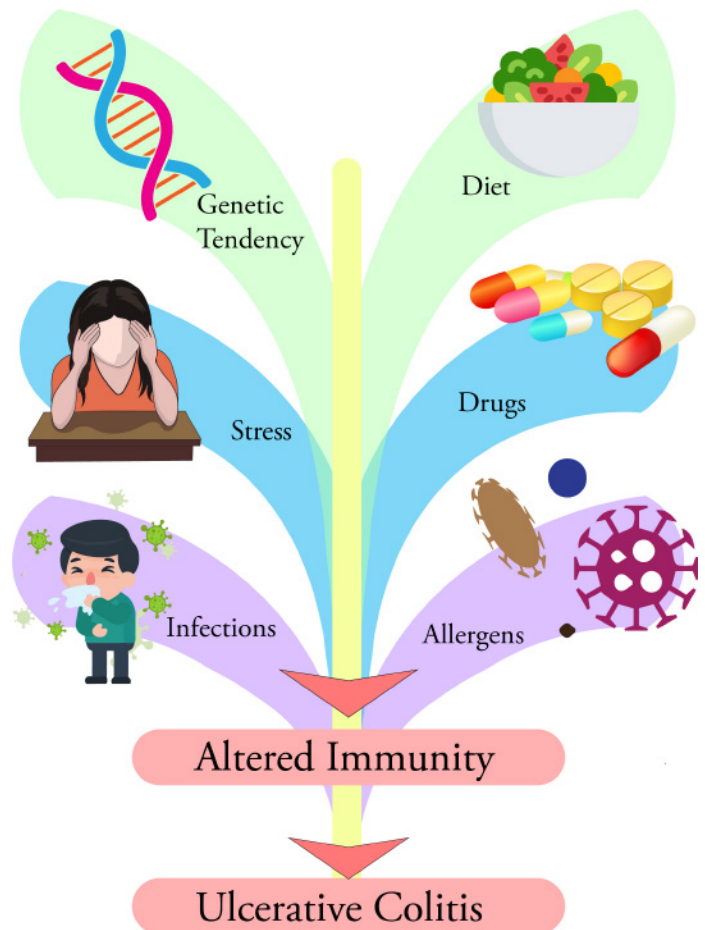 Genetic
Tendency
Diet
Stress
Drugs
Infections
Allergens
Altered Immunity
Ulcerative Colitis